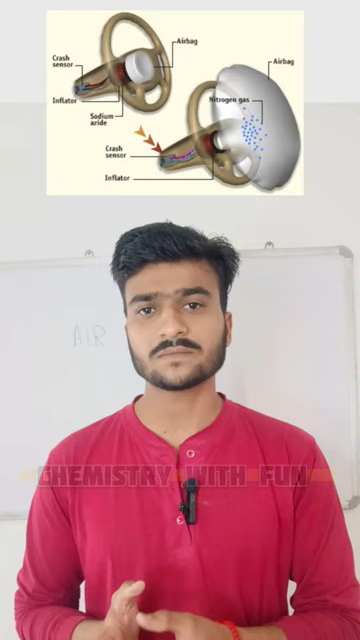 Airbag
Crash
sensor
Inflator
Sodium
azide
Airbag
Nitrogen gas
Crash
sensor
Inflator
AIR
CHEMISTRY WITH FUN